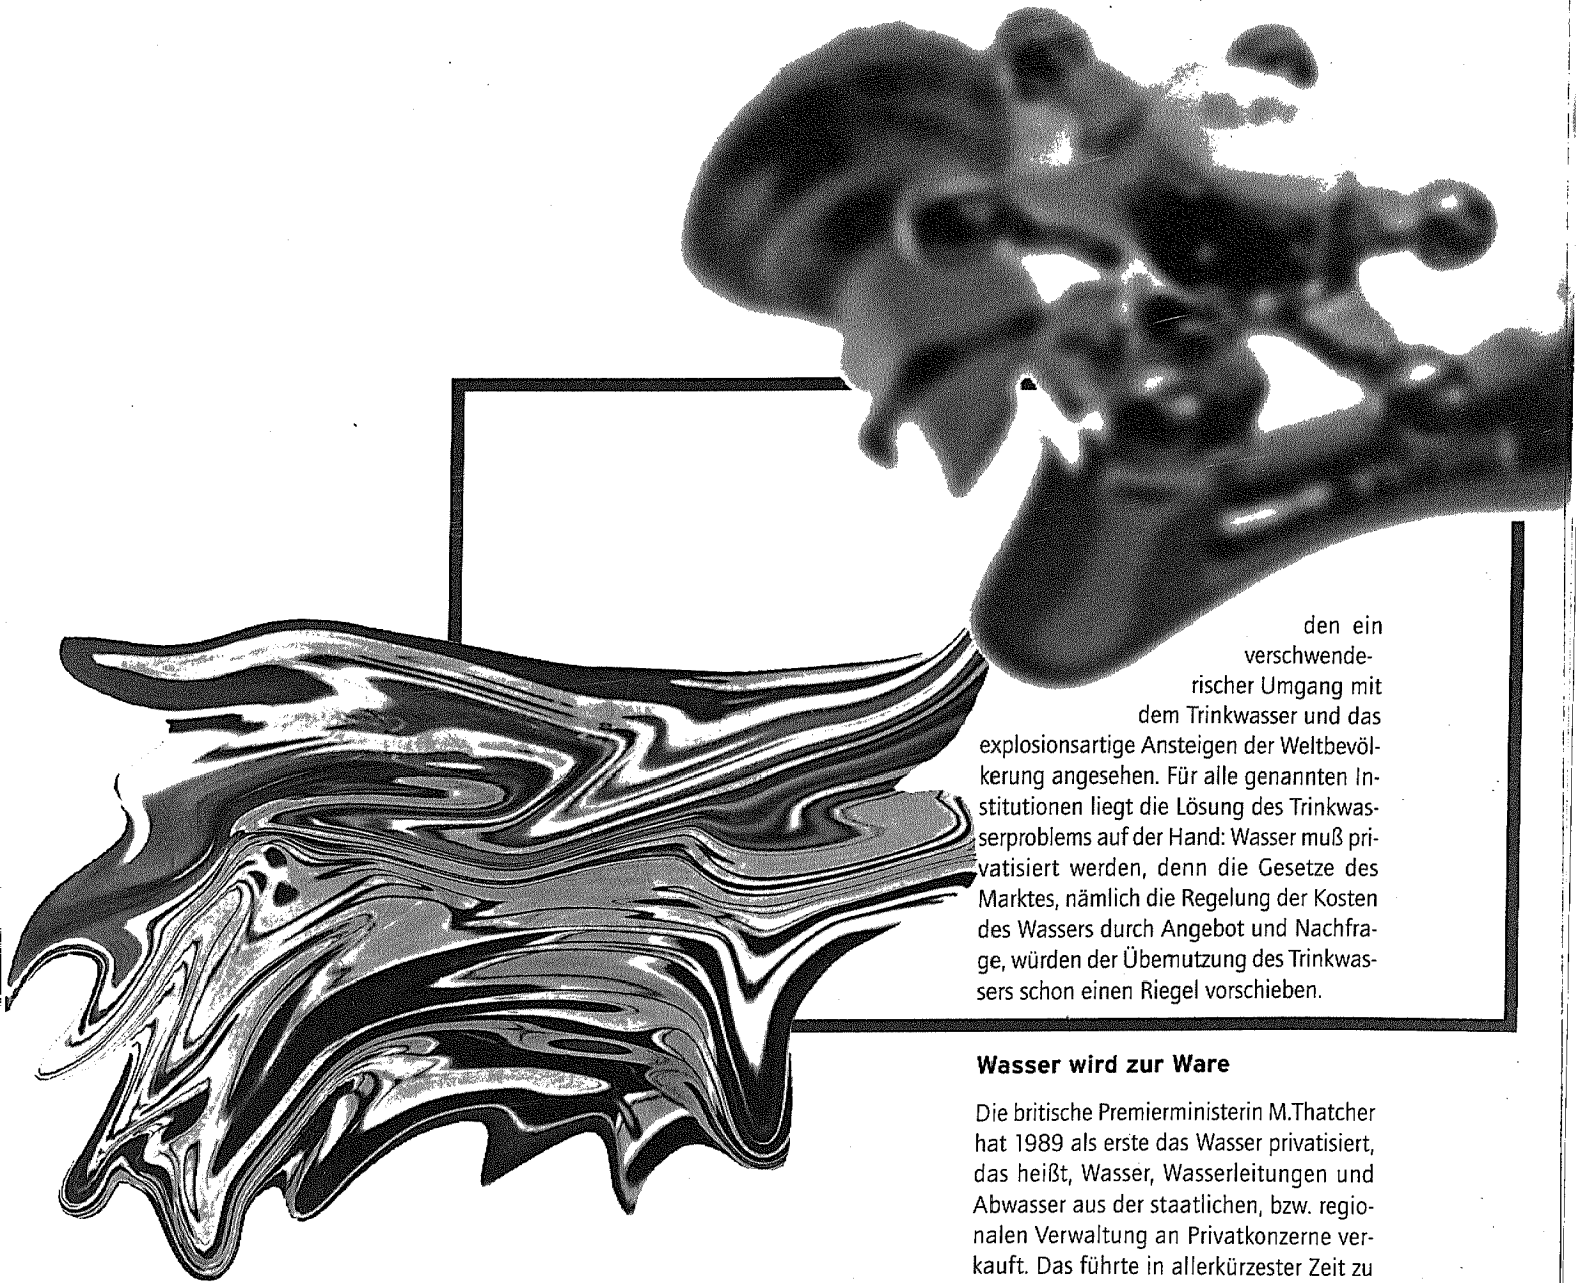 den ein
verschwende-
rischer Umgang mit
dem Trinkwasser und das
explosionsartige Ansteigen der Weltbevöl-
kerung angesehen. Für alle genannten In-
stitutionen liegt die Lösung des Trinkwas-
serproblems auf der Hand: Wasser muß pri-
vatisiert werden, denn die Gesetze des
Marktes, nämlich die Regelung der Kosten
des Wassers durch Angebot und Nachfra-
ge, würden der Übernutzung des Trinkwas-
sers schon einen Riegel vorschieben.
Wasser wird zur Ware
Die britische Premierministerin M.Thatcher
hat 1989 als erste das Wasser privatisiert,
das heißt, Wasser, Wasserleitungen und
Abwasser aus der staatlichen, bzw. regio-
nalen Verwaltung an Privatkonzerne ver-
kauft. Das führte in allerkürzester Zeit zu